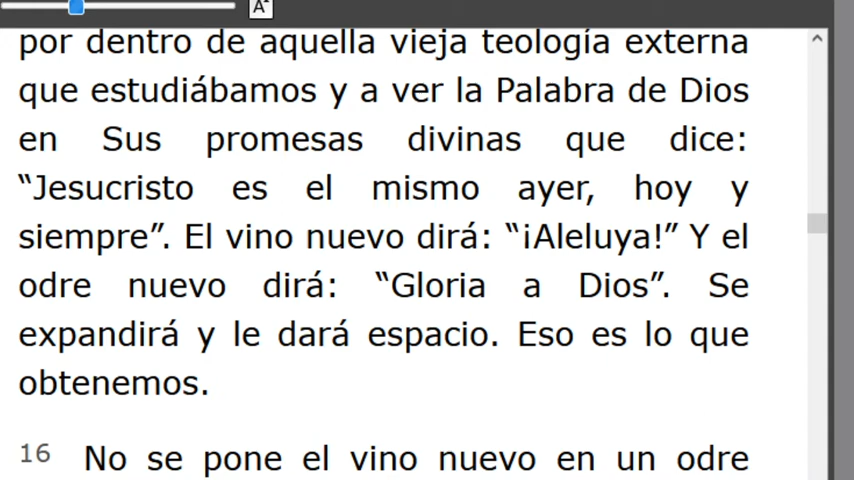 A
por dentro de aquella vieja teología externa
que estudiábamos y a ver la Palabra de Dios
en Sus promesas divinas que dice:
“Jesucristo es el mismo ayer, hoy y
siempre”. El vino nuevo dirá: “¡Aleluya!” Y el
odre nuevo dirá: “Gloria a Dios”. Se
expandirá y le dará espacio. Eso es lo que
obtenemos.
16 No se pone el vino nuevo en un odre